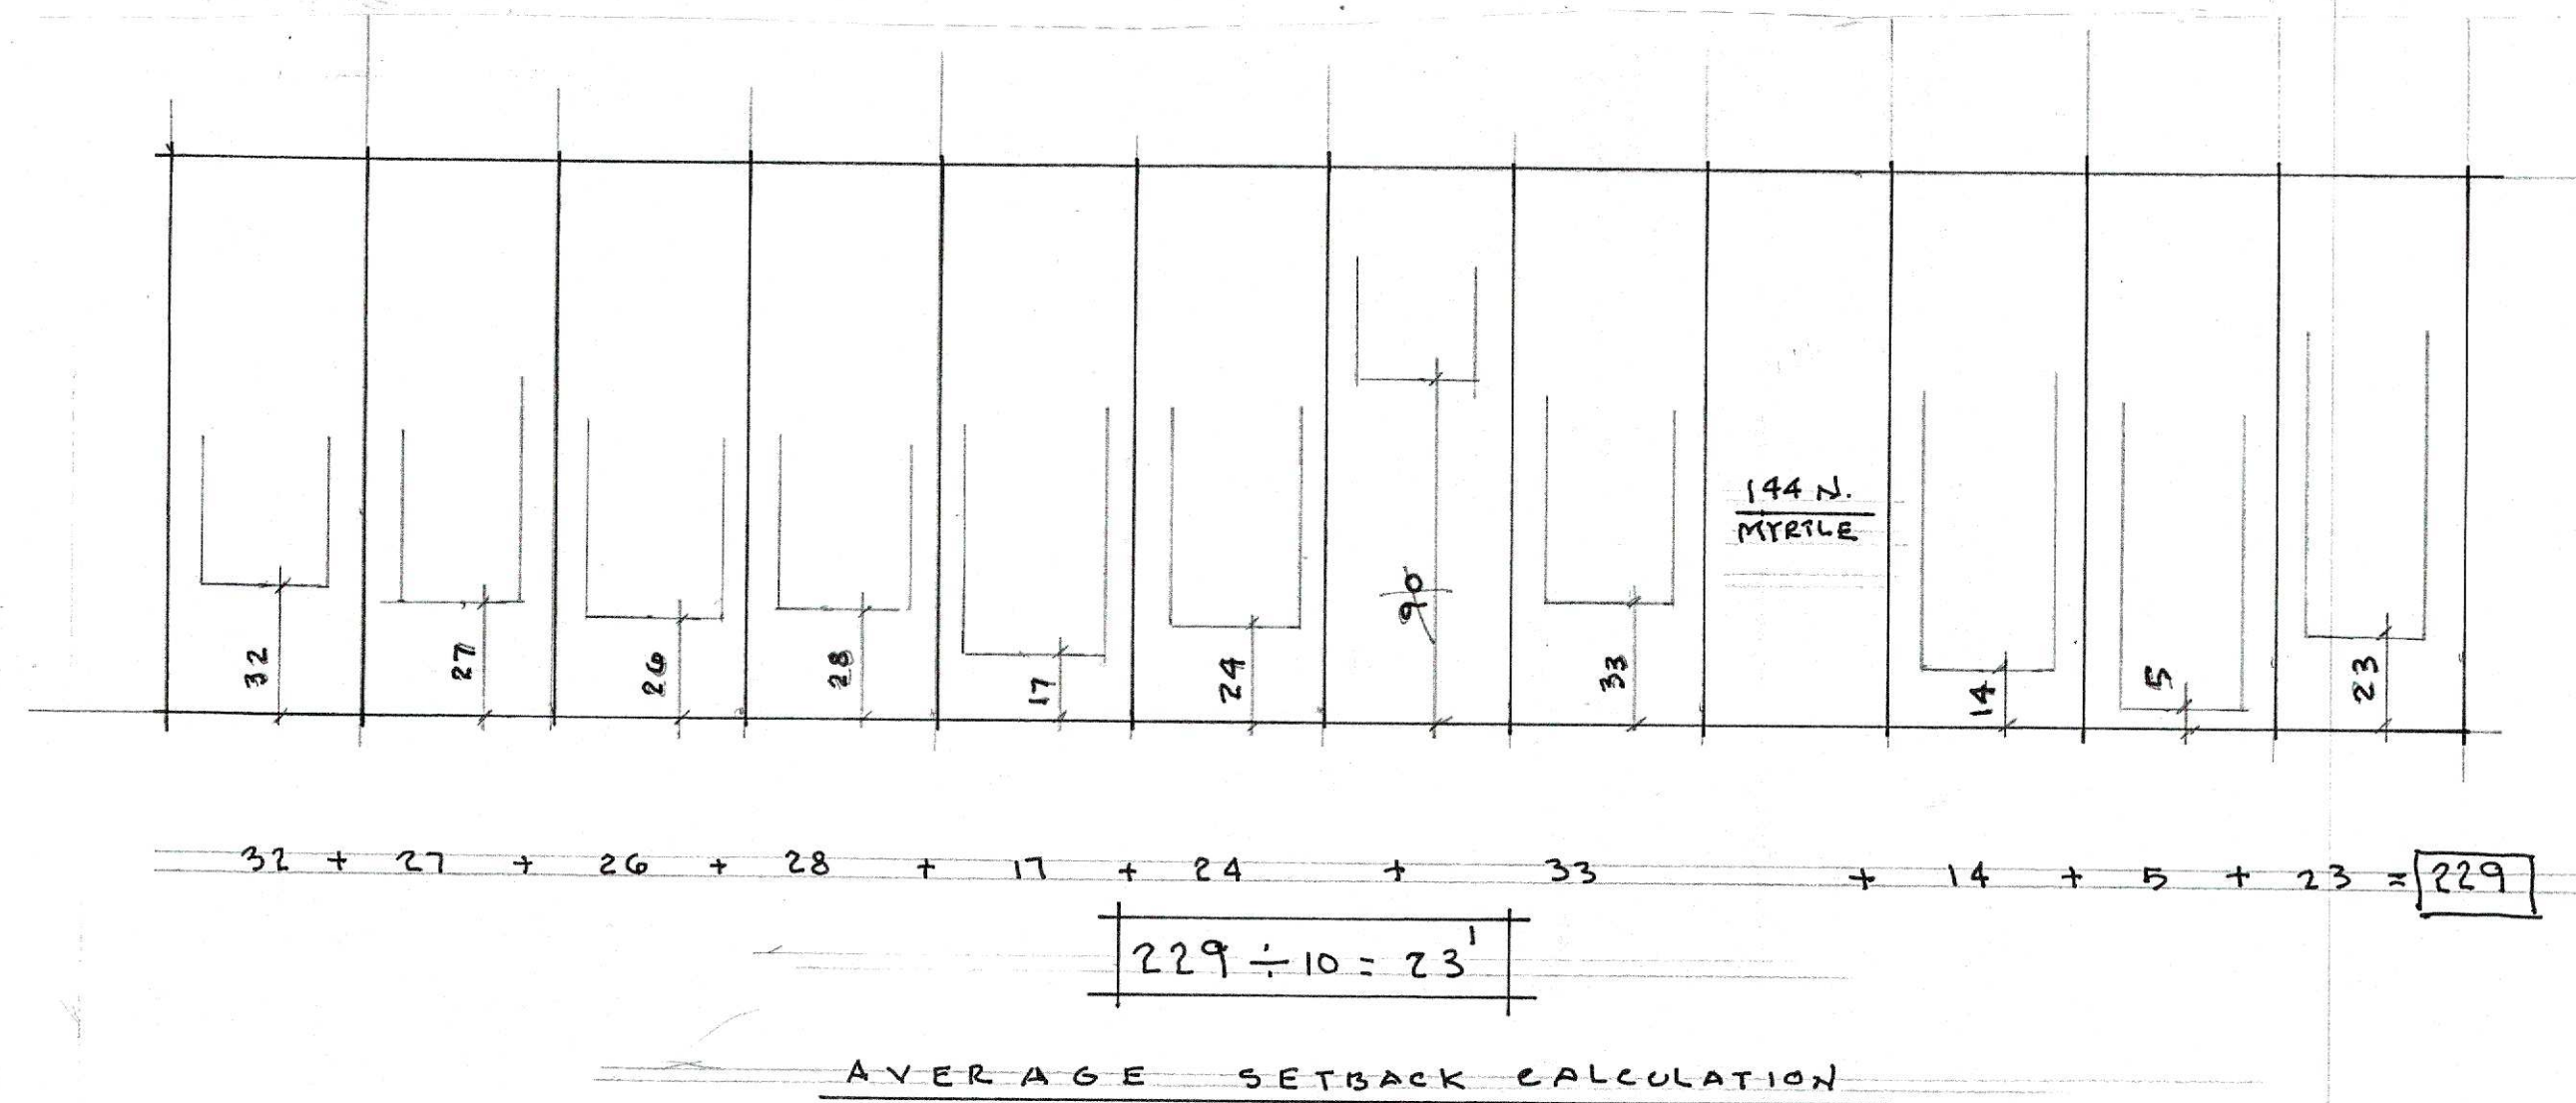 90
144 N.
MYRTILE
32 27 26 28 17 24 33 14 5 23
32 + 27 + 26 + 28 + 17 + 24 + 33 + 14 + 5 + 23 = 229
229 ÷ 10 = 23'
AVERAGE SETBACK CALCULATION